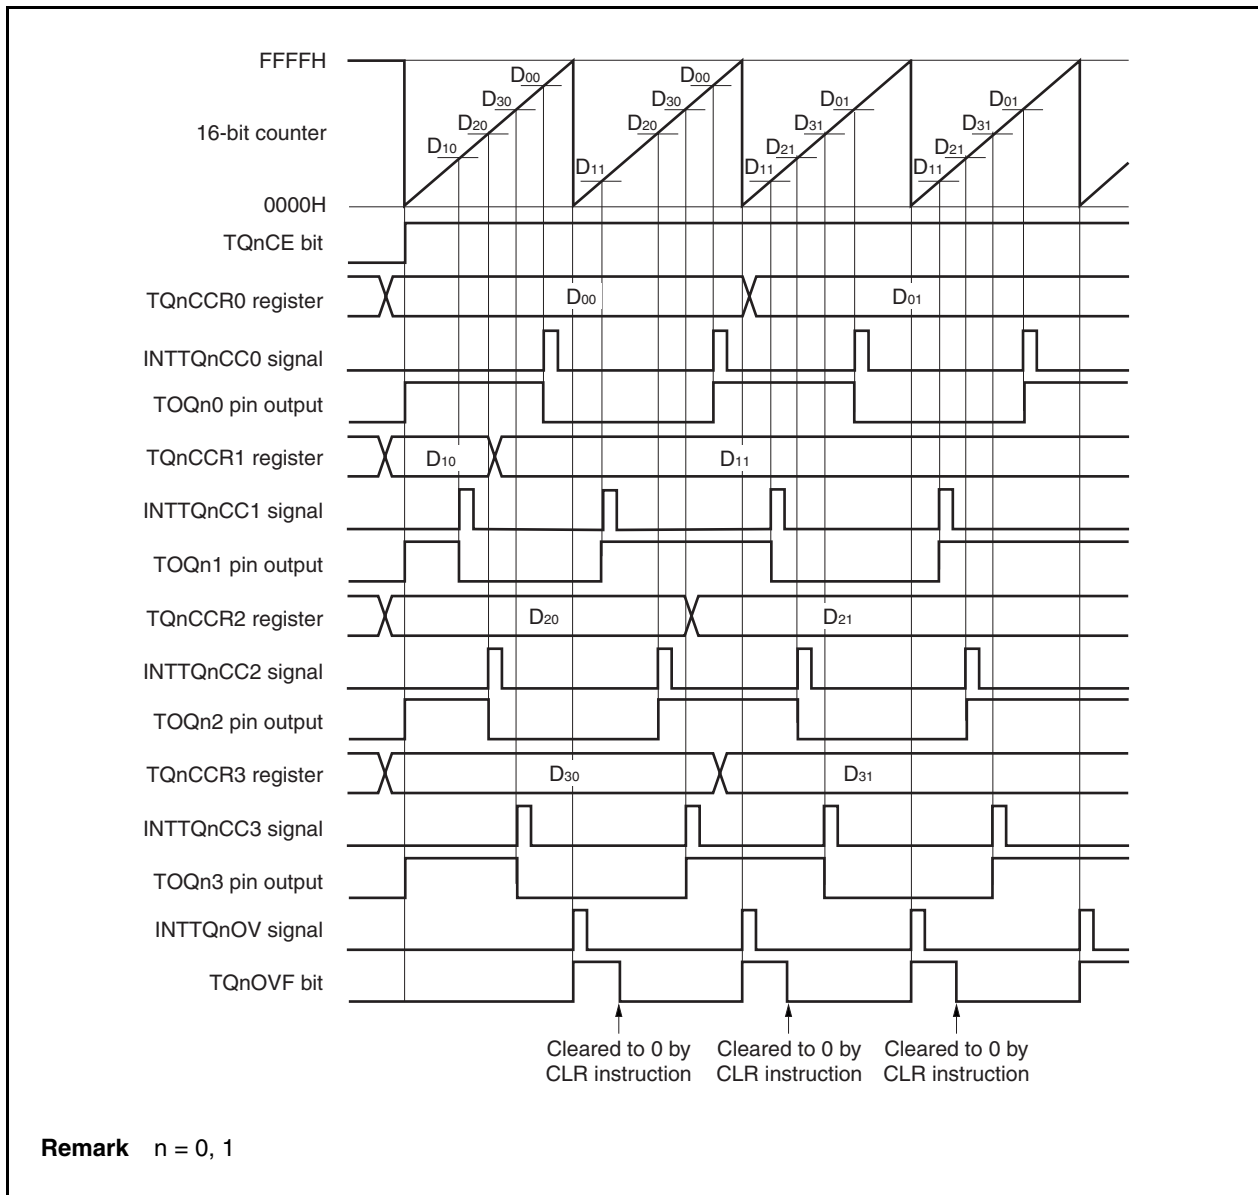 FFFFH
D00
D00
D30
D30
D01
D01
16-bit counter
D20
D20
D31
D31
D10
D21
D21
D11
D11
D11
0000H
TQnCE bit
TQnCCR0 register
D00
D01
INTTQnCC0 signal
TOQn0 pin output
TQnCCR1 register
D10
D11
INTTQnCC1 signal
TOQn1 pin output
TQnCCR2 register
D20
D21
INTTQnCC2 signal
TOQn2 pin output
TQnCCR3 register
D30
D31
INTTQnCC3 signal
TOQn3 pin output
INTTQnOV signal
TQnOVF bit
Cleared to 0 by
CLR instruction
Cleared to 0 by
CLR instruction
Cleared to 0 by
CLR instruction
Remark n = 0, 1